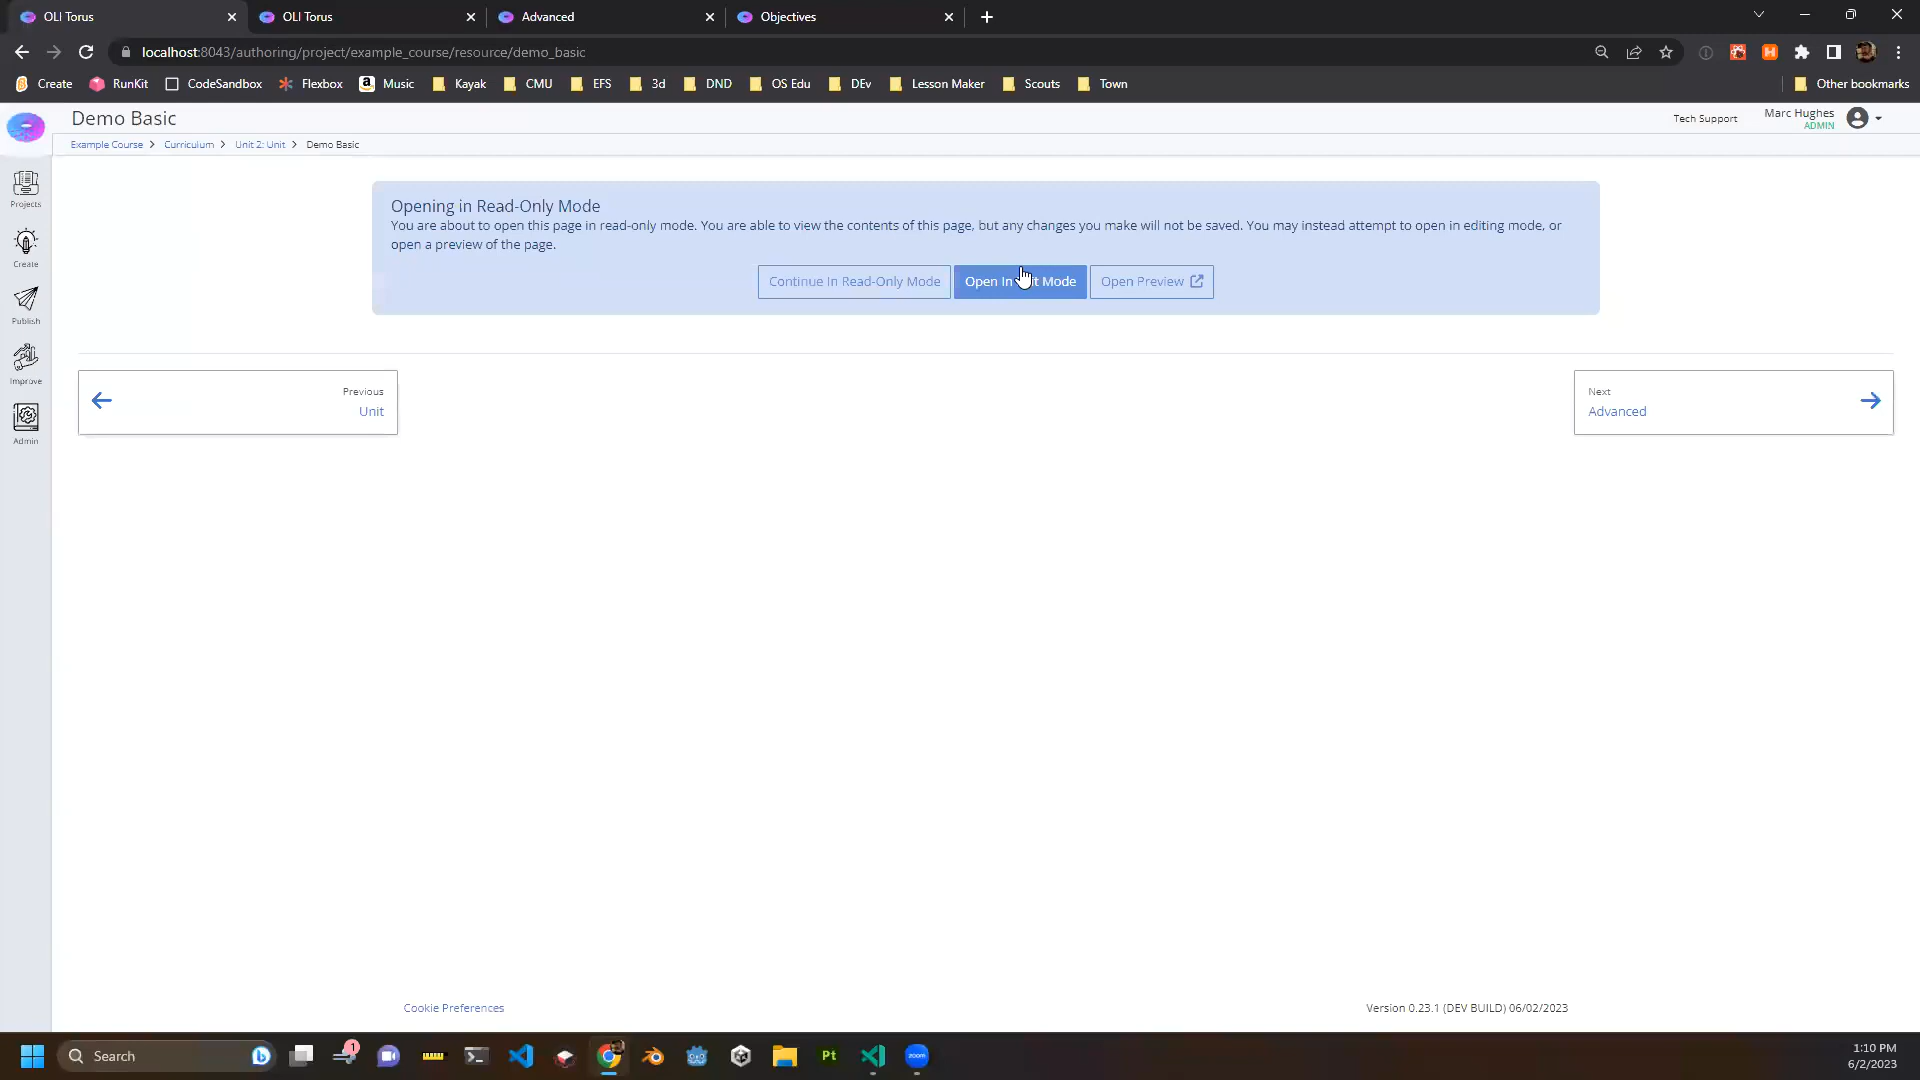 OLI Torus
OLI Torus
Advanced
Objectives
localhost:8043/authoring/project/example_course/resource/demo_basic
Create
RunKit
CodeSandbox
Flexbox
Music
Kayak
CMU
EFS
3d
DND
OS Edu
DEv
Lesson Maker
Scouts
Town
Other bookmarks
Demo Basic
Tech Support
Marc Hughes
ADMIN
Example Course
Curriculum
Unit 2: Unit
Demo Basic
Projects
Create
Publish
Improve
Admin
Opening in Read-Only Mode
You are about to open this page in read-only mode. You are able to view the contents of this page, but any changes you make will not be saved. You may instead attempt to open in editing mode, or
open a preview of the page.
Continue In Read-Only Mode
Open In Mode
Open Preview
Previous
Unit
Next
Advanced
Cookie Preferences
Version 0.23.1 (DEV BUILD) 06/02/2023
Search
1
Pt
zoom
1:10 PM
6/2/2023